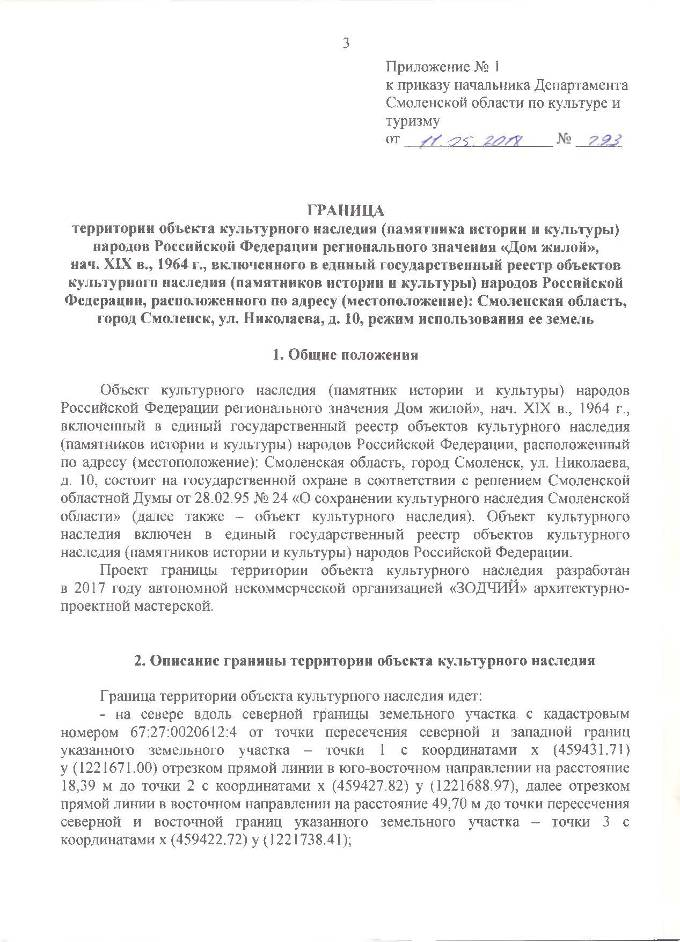 3
Приложение № 1
к приказу начальника Департамента
Смоленской области по культуре и
туризму
от 11.05.2018 № 293
ГРАНИЦА
территории объекта культурного наследия (памятника истории и культуры)
народов Российской Федерации регионального значения «Дом жилой»,
нач. XIX в., 1964 г., включенного в единый государственный реестр объектов
культурного наследия (памятников истории и культуры) народов Российской
Федерации, расположенного по адресу (местоположение): Смоленская область,
город Смоленск, ул. Николаева, д. 10, режим использования ее земель
1. Общие положения
Объект культурного наследия (памятник истории и культуры) народов
Российской Федерации регионального значения Дом жилой», нач. XIX в., 1964 г.,
включенный в единый государственный реестр объектов культурного наследия
(памятников истории и культуры) народов Российской Федерации, расположенный
по адресу (местоположение): Смоленская область, город Смоленск, ул. Николаева,
д. 10, состоит на государственной охране в соответствии с решением Смоленской
областной Думы от 28.02.95 № 24 «О сохранении культурного наследия Смоленской
области» (далее также – объект культурного наследия). Объект культурного
наследия включен в единый государственный реестр объектов культурного
наследия (памятников истории и культуры) народов Российской Федерации.
Проект границы территории объекта культурного наследия разработан
в 2017 году автономной некоммерческой организацией «ЗОДЧИЙ» архитектурно-
проектной мастерской.
2. Описание границы территории объекта культурного наследия
Граница территории объекта культурного наследия идет:
- на севере вдоль северной границы земельного участка с кадастровым
номером 67:27:0020612:4 от точки пересечения северной и западной границ
указанного земельного участка – точки 1 с координатами x (459431.71)
y (1221671.00) отрезком прямой линии в юго-восточном направлении на расстояние
18,39 м до точки 2 с координатами x (459427.82) y (1221688.97), далее отрезком
прямой линии в восточном направлении на расстояние 49,70 м до точки пересечения
северной и восточной границ указанного земельного участка – точки 3 с
координатами x (459422.72) y (1221738.41);